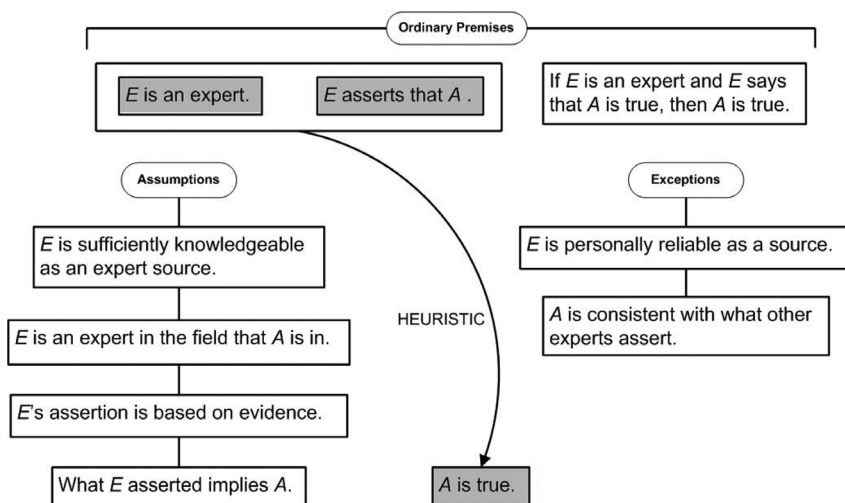 Ordinary Premises
E is an expert.
E asserts that A .
If E is an expert and E says
that A is true, then A is true.
Assumptions
Exceptions
E is sufficiently knowledgeable
as an expert source.
E is personally reliable as a source.
A is consistent with what other
experts assert.
HEURISTIC
E is an expert in the field that A is in.
E's assertion is based on evidence.
What E asserted implies A.
A is true.